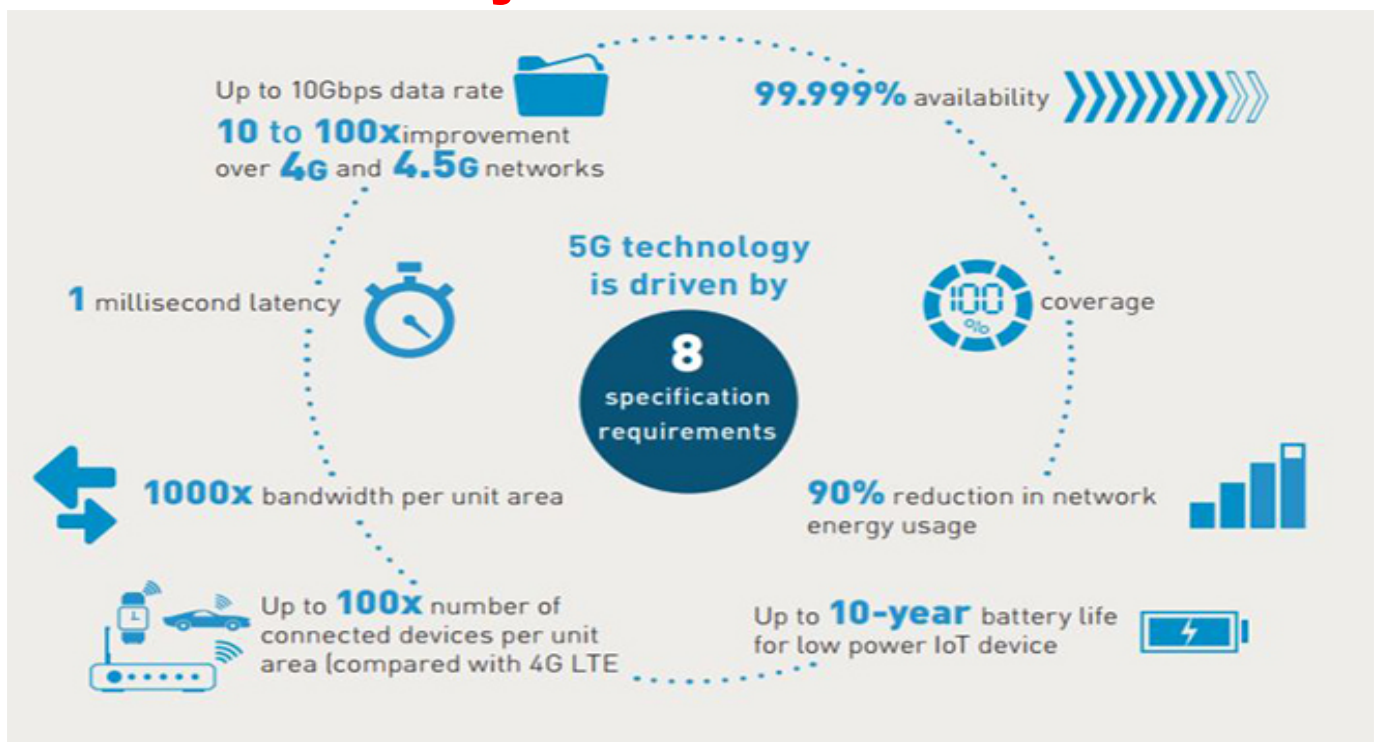 Up to 10Gbps data rate
10 to 100x improvement
over 4G and 4.5G networks
99.999% availability
5G technology
is driven by
8
specification
requirements
1 millisecond latency
100
%
coverage
1000x bandwidth per unit area
90% reduction in network
energy usage
Up to 100x number of
connected devices per unit
area (compared with 4G LTE
Up to 10-year battery life
for low power IoT device